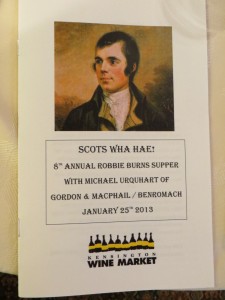 SCOTS WHA HAE!
8TH ANNUAL ROBBIE BURNS SUPPER
WITH MICHAEL URQUHART OF
GORDON & MACPHAIL / BENROMACH
JANUARY 25TH 2013
KENSINGTON
WINE MARKET